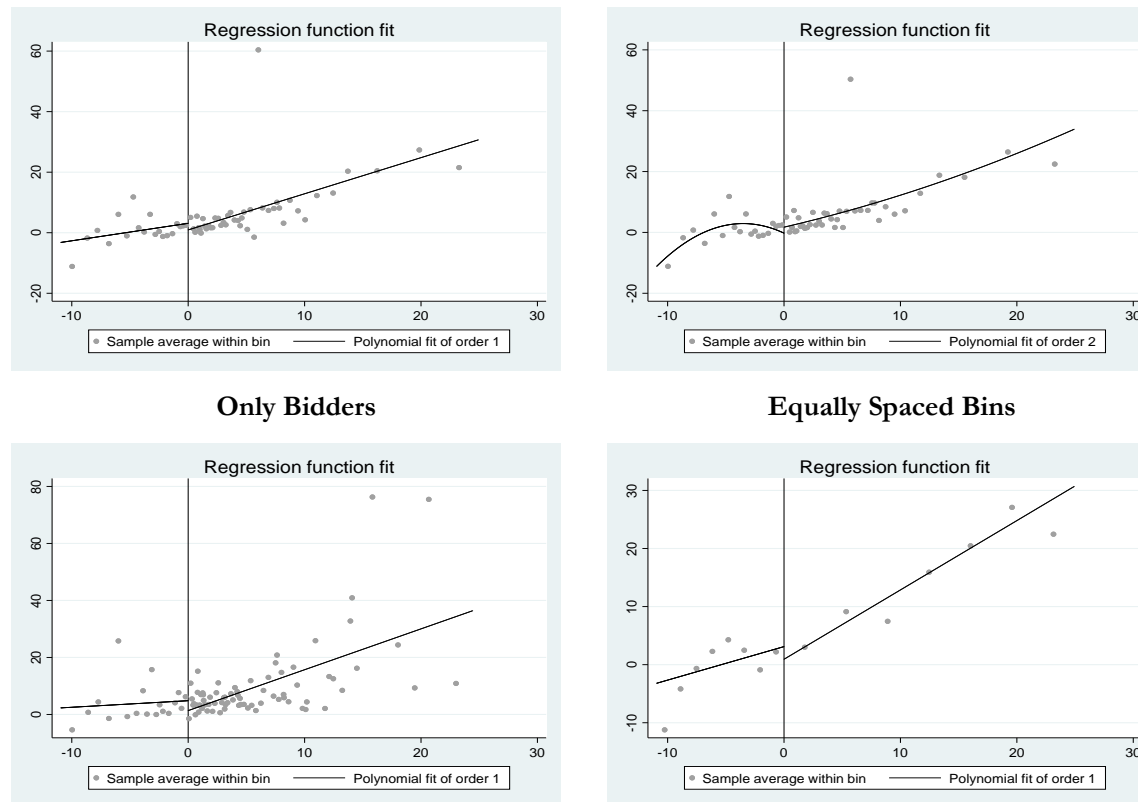 Regression function fit
60
40
20
0
-20
-10 0 10 20 30
Sample average within bin Polynomial fit of order 1
Regression function fit
60
40
20
0
-20
-10 0 10 20 30
Sample average within bin Polynomial fit of order 2
Only Bidders
Equally Spaced Bins
Regression function fit
80
60
40
20
0
-10 0 10 20 30
Sample average within bin Polynomial fit of order 1
Regression function fit
30
20
10
0
-10
-10 0 10 20 30
Sample average within bin Polynomial fit of order 1